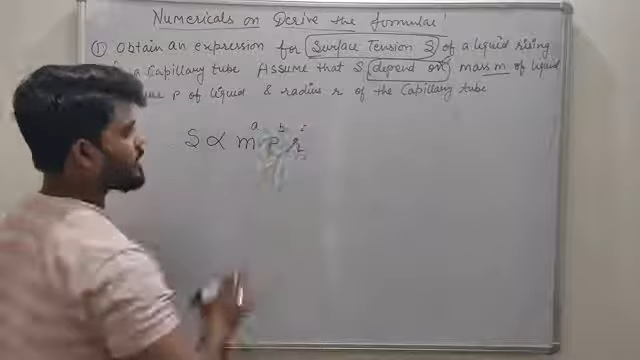 Numericals on Derive the formulae!
① Obtain an expression for Surface Tension S of a liquid rising
in a Capillary tube Assume that S depend on mass m of liquid
P of liquid & radius r of the Capillary tube
S ∝ m^a P^b r^c